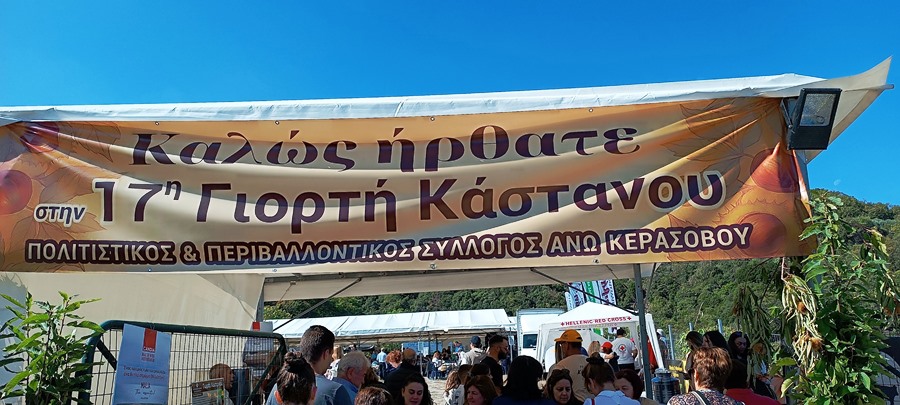 Καλώς ήρθατε
στην 17η Γιορτή Κάστανου
ΠΟΛΙΤΙΣΤΙΚΟΣ & ΠΕΡΙΒΑΛΛΟΝΤΙΚΟΣ ΣΥΛΛΟΓΟΣ ΑΝΩ ΚΕΡΑΣΟΒΟΥ
HELLENIC RED CROSS